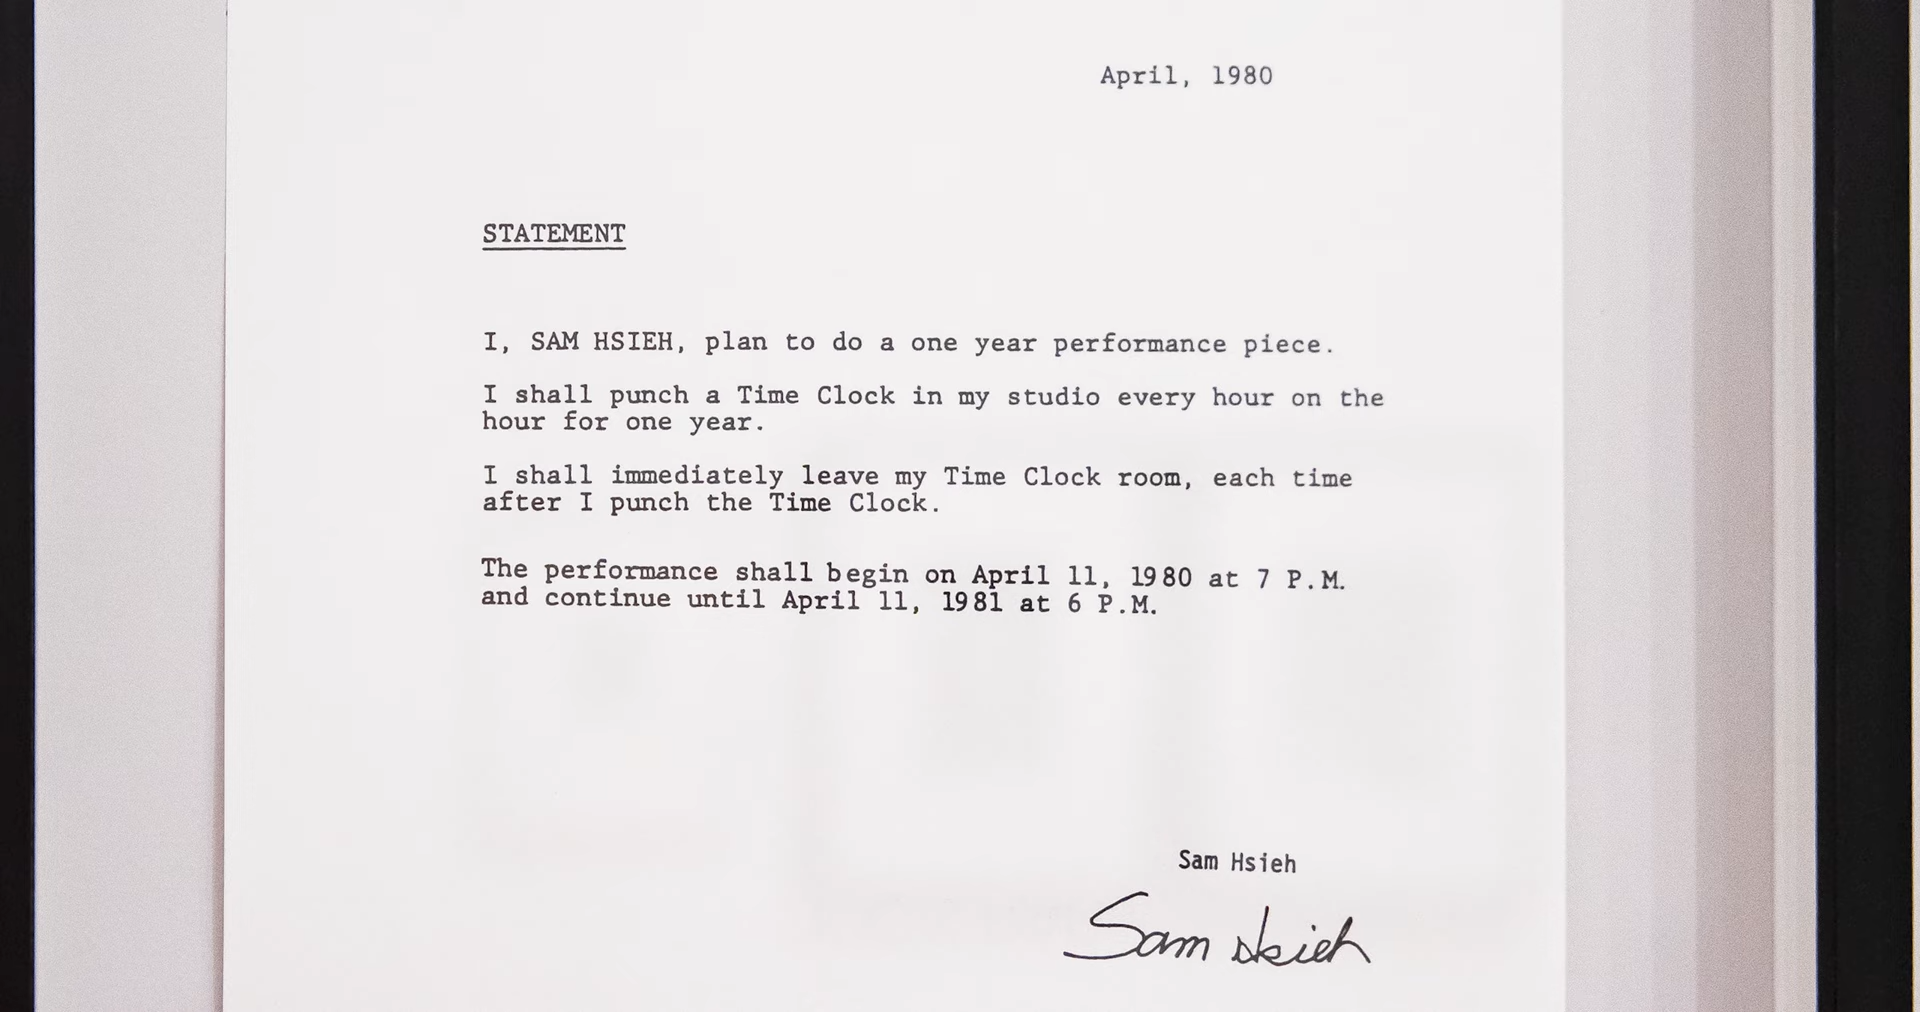 April, 1980
STATEMENT
I, SAM HSIEH, plan to do a one year performance piece.
I shall punch a Time Clock in my studio every hour on the
hour for one year.
I shall immediately leave my Time Clock room, each time
after I punch the Time Clock.
The performance shall begin on April 11, 1980 at 7 P.M.
and continue until April 11, 1981 at 6 P.M.
Sam Hsieh
Sam Hsieh